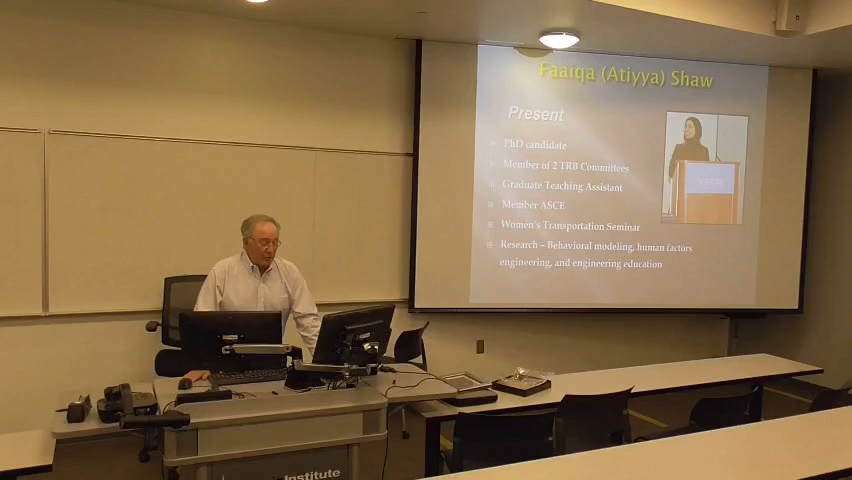 Faaiqa (Atiyya) Shaw
Present
PhD candidate
Member of 2 TRB Committees
Graduate Teaching Assistant
Member ASCE
Women's Transportation Seminar
Research – Behavioral modeling, human factors
engineering, and engineering education
Institute